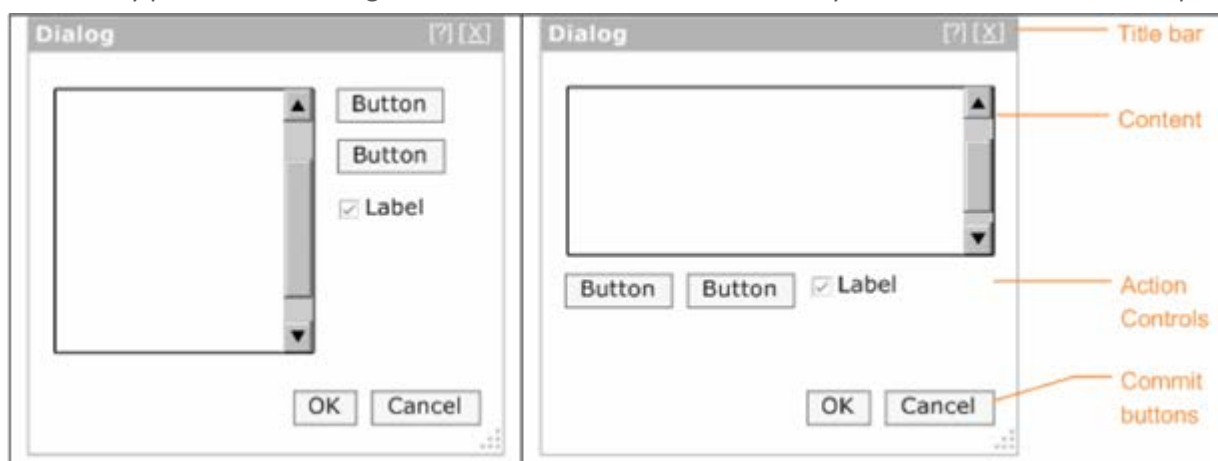 Dialog [?] [X]
Button
Button
Label
OK Cancel
Dialog [?] [X]
Button Button Label
OK Cancel
Title bar
Content
Action
Controls
Commit
buttons